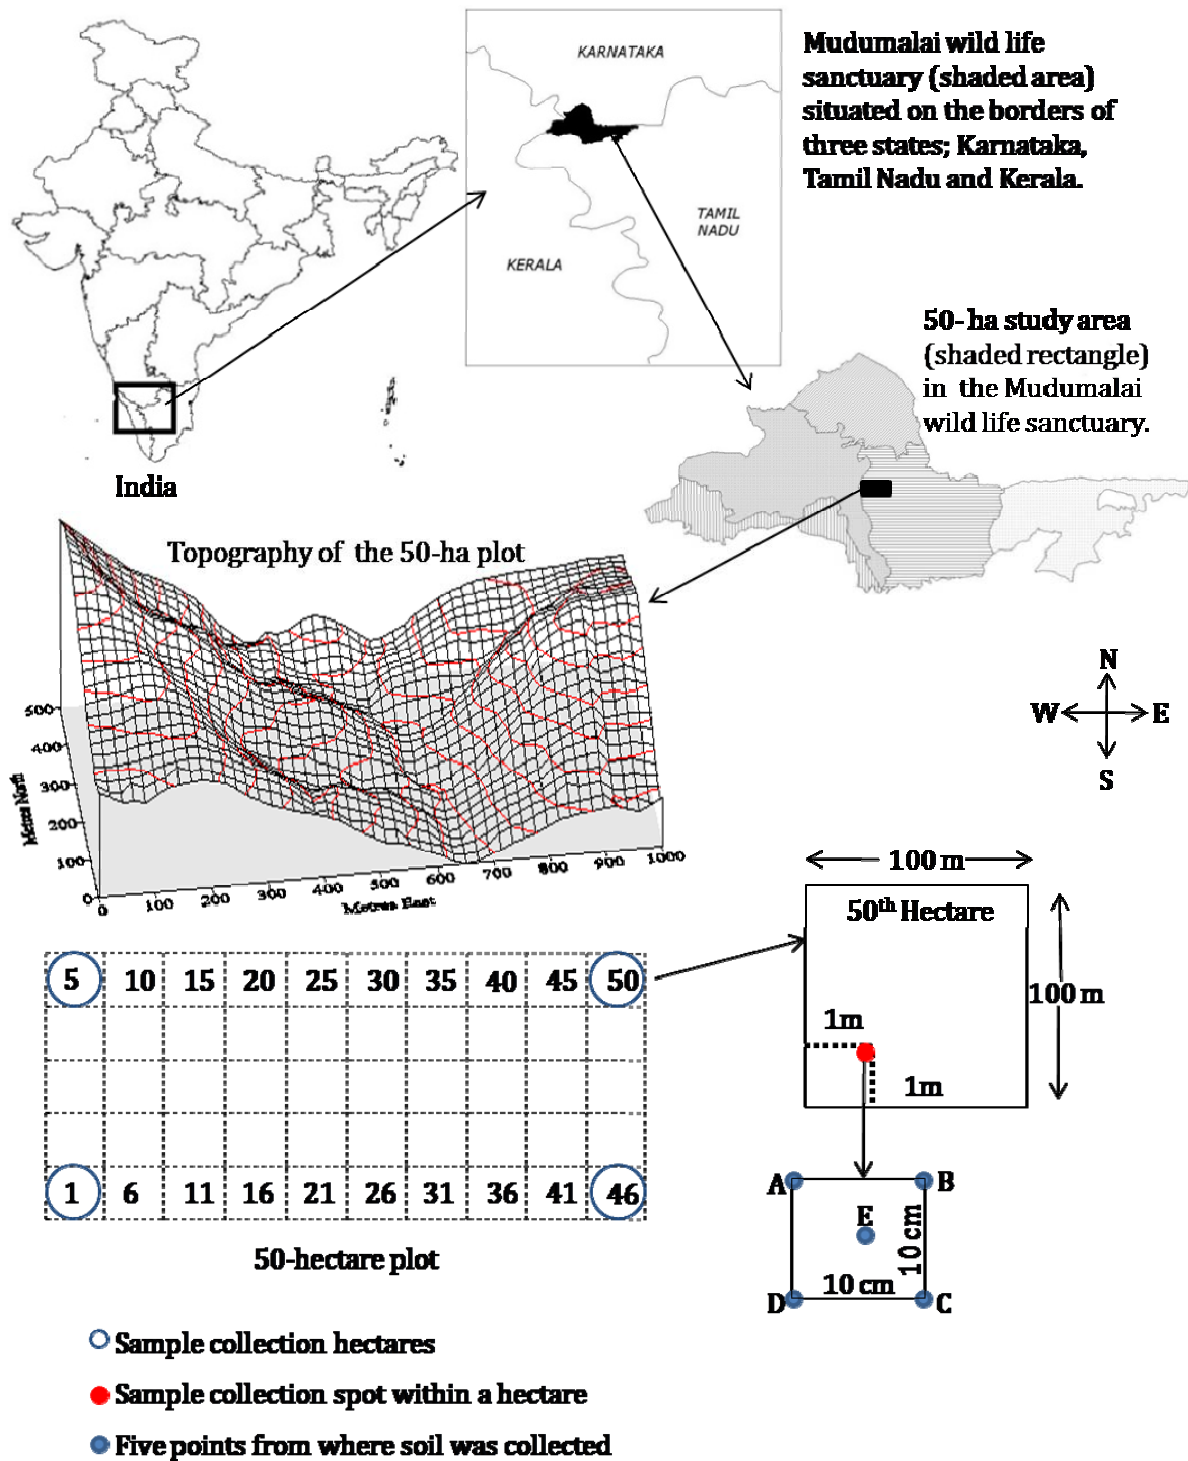 Mudumalai wild life
sanctuary (shaded area)
situated on the borders of
three states; Karnataka,
Tamil Nadu and Kerala.
KARNATAKA
TAMIL
NADU
KERALA
India
50- ha study area
(shaded rectangle)
in the Mudumalai
wild life sanctuary.
Topography of the 50-ha plot
500
400
300
200
100
0
Metres North
0 100 200 300 400 500 600 700 800 900 1000
Metres East
N
W E
S
100 m
50th Hectare
100 m
1m
1m
5 10 15 20 25 30 35 40 45 50
1 6 11 16 21 26 31 36 41 46
50-hectare plot
A B
E
10 cm
10 cm
D C
Sample collection hectares
Sample collection spot within a hectare
Five points from where soil was collected